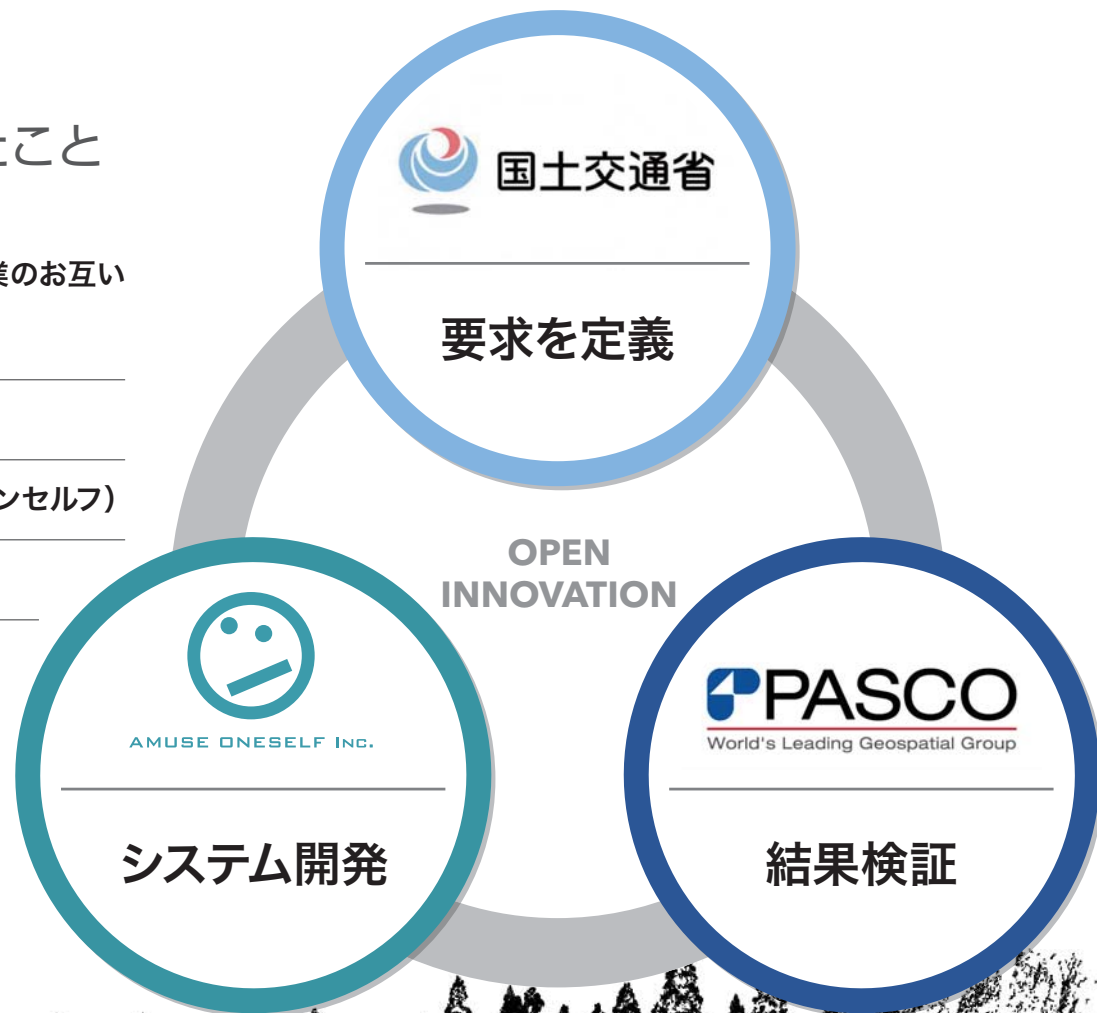 こと
業のお互い
ンセルフ）
国土交通省
要求を定義
OPEN
INNOVATION
AMUSE ONESELF INC.
システム開発
PASCO
World's Leading Geospatial Group
結果検証